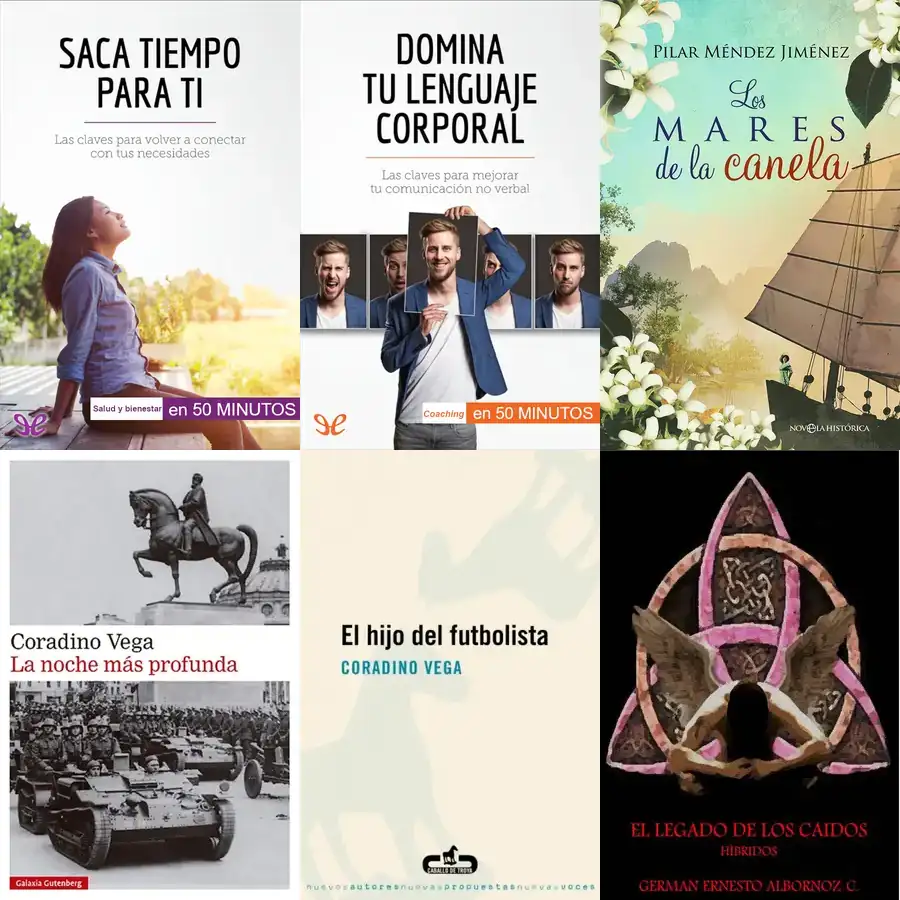 SACA TIEMPO
PARA TI
Las claves para volver a conectar
con tus necesidades
Salud y bienestar en 50 MINUTOS
DOMINA
TU LENGUAJE
CORPORAL
Las claves para mejorar
tu comunicación no verbal
Coaching en 50 MINUTOS
PILAR MÉNDEZ JIMÉNEZ
Los
MARES
de la canela
NOVELA HISTÓRICA
Coradino Vega
La noche más profunda
Galaxia Gutenberg
El hijo del futbolista
CORADINO VEGA
CABALLO DE TROYA
nuevosautoresnuevaspropuestasnuevasvoces
EL LEGADO DE LOS CAIDOS
HÍBRIDOS
GERMAN ERNESTO ALBORNOZ C.